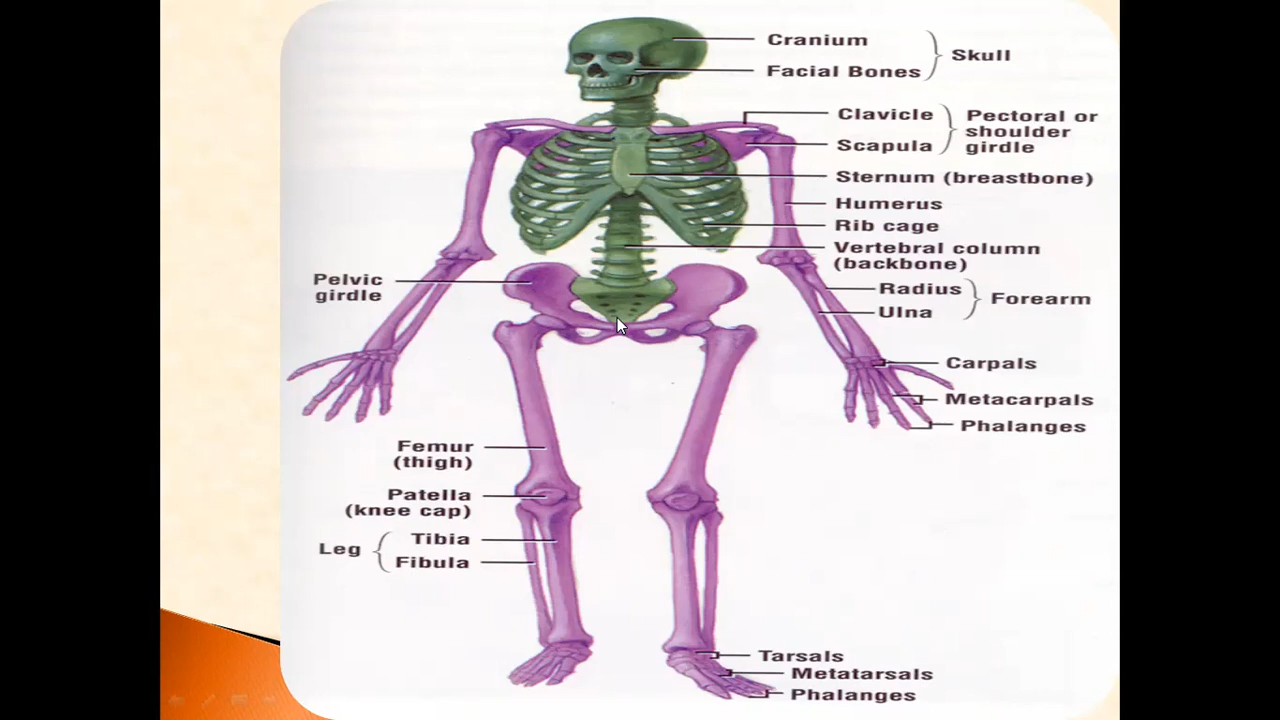 Cranium
Facial Bones
Skull
Clavicle
Scapula
Pectoral or
shoulder
girdle
Sternum (breastbone)
Humerus
Rib cage
Vertebral column
(backbone)
Radius
Ulna
Forearm
Carpals
Metacarpals
Phalanges
Pelvic
girdle
Femur
(thigh)
Patella
(knee cap)
Leg
Tibia
Fibula
Tarsals
Metatarsals
Phalanges